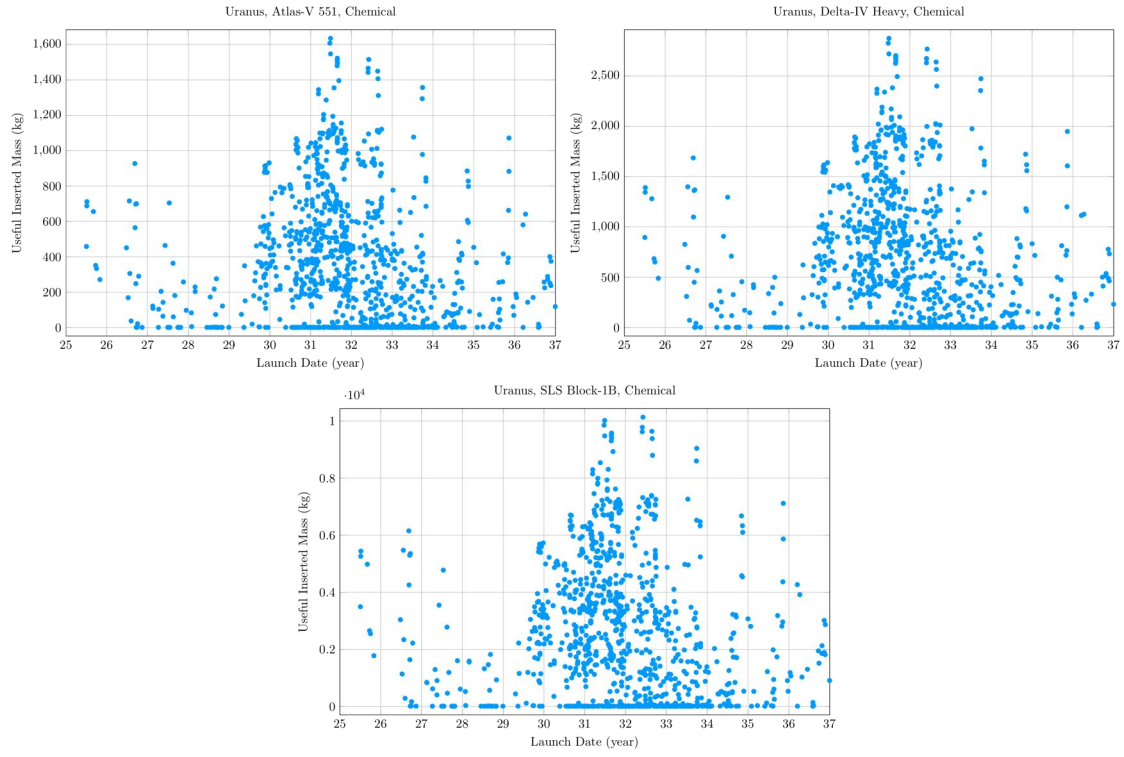 Uranus, Atlas-V 551, Chemical
1,600
1,400
1,200
1,000
800
600
400
200
0
Useful Inserted Mass (kg)
25 26 27 28 29 30 31 32 33 34 35 36 37
Launch Date (year)
Uranus, Delta-IV Heavy, Chemical
2,500
2,000
1,500
1,000
500
0
Useful Inserted Mass (kg)
25 26 27 28 29 30 31 32 33 34 35 36 37
Launch Date (year)
Uranus, SLS Block-1B, Chemical
·10⁴
1
0.8
0.6
0.4
0.2
0
Useful Inserted Mass (kg)
25 26 27 28 29 30 31 32 33 34 35 36 37
Launch Date (year)